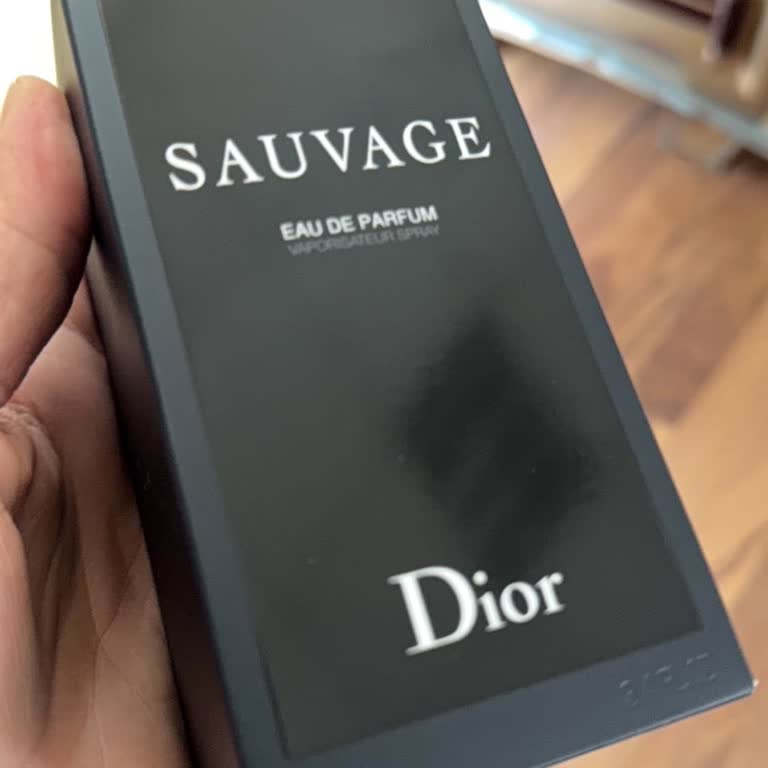 SAUVAGE
EAU DE PARFUM
VAPORISATEUR SPRAY
Dior